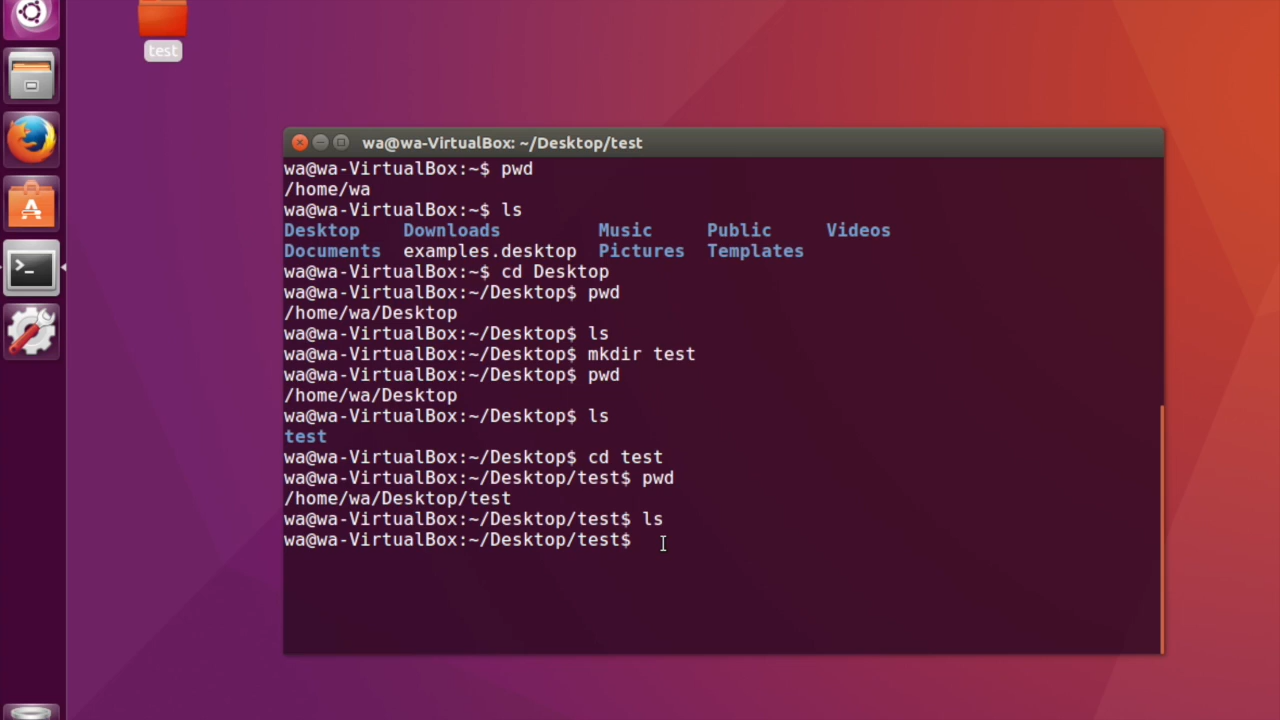 test
wa@wa-VirtualBox: ~/Desktop/test
wa@wa-VirtualBox:~$ pwd
/home/wa
wa@wa-VirtualBox:~$ ls
Desktop    Downloads         Music     Public     Videos
Documents  examples.desktop  Pictures  Templates
wa@wa-VirtualBox:~$ cd Desktop
wa@wa-VirtualBox:~/Desktop$ pwd
/home/wa/Desktop
wa@wa-VirtualBox:~/Desktop$ ls
wa@wa-VirtualBox:~/Desktop$ mkdir test
wa@wa-VirtualBox:~/Desktop$ pwd
/home/wa/Desktop
wa@wa-VirtualBox:~/Desktop$ ls
test
wa@wa-VirtualBox:~/Desktop$ cd test
wa@wa-VirtualBox:~/Desktop/test$ pwd
/home/wa/Desktop/test
wa@wa-VirtualBox:~/Desktop/test$ ls
wa@wa-VirtualBox:~/Desktop/test$